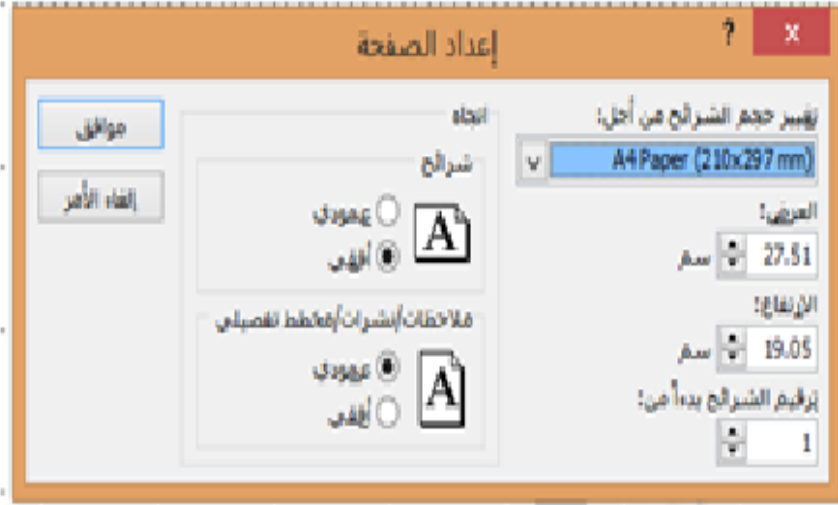 إعداد الصفحة
? x
تغيير حجم الشرائح من أجل:
A4 Paper (210x297 mm)
العرض:
27.51 سم
الارتفاع:
19.05 سم
ترقيم الشرائح بدءاً من:
1
اتجاه
شرائح
A عمودي
أفقي
ملاحظات/نشرات/مخطط تفصيلي
A عمودي
أفقي
موافق
إلغاء الأمر